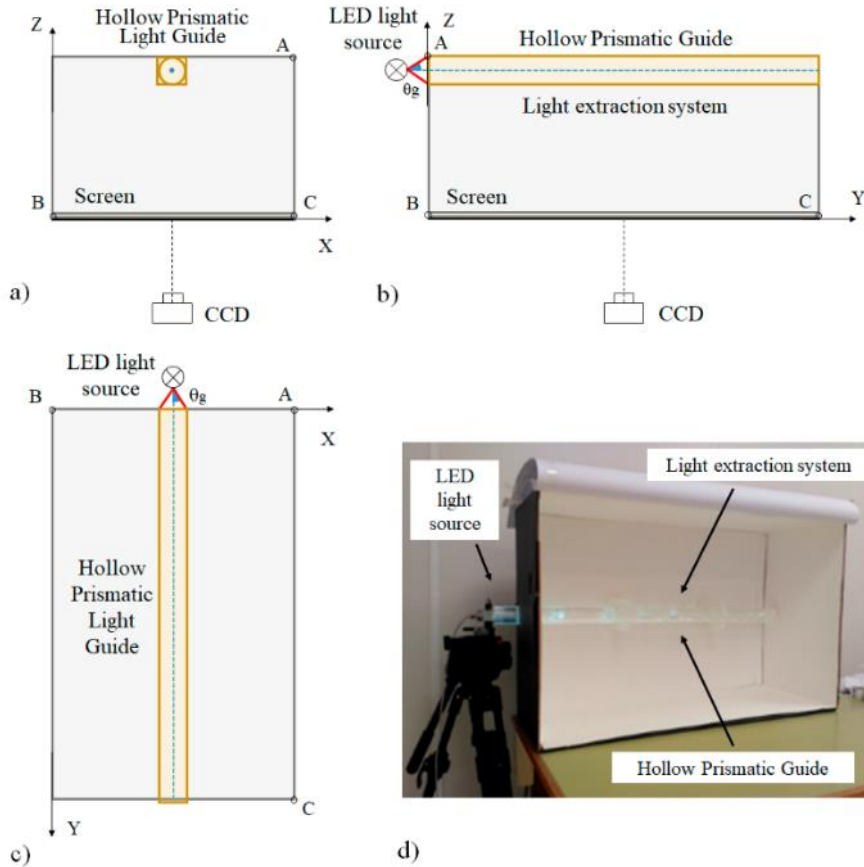 Z
Hollow Prismatic
Light Guide
A
B
Screen
C
X
a)
CCD
LED light
source
Z
A
Hollow Prismatic Guide
θg
Light extraction system
B
Screen
C
Y
b)
CCD
LED light
source
B
θg
A
X
Hollow
Prismatic
Light
Guide
C
Y
c)
LED
light
source
Light extraction system
Hollow Prismatic Guide
d)